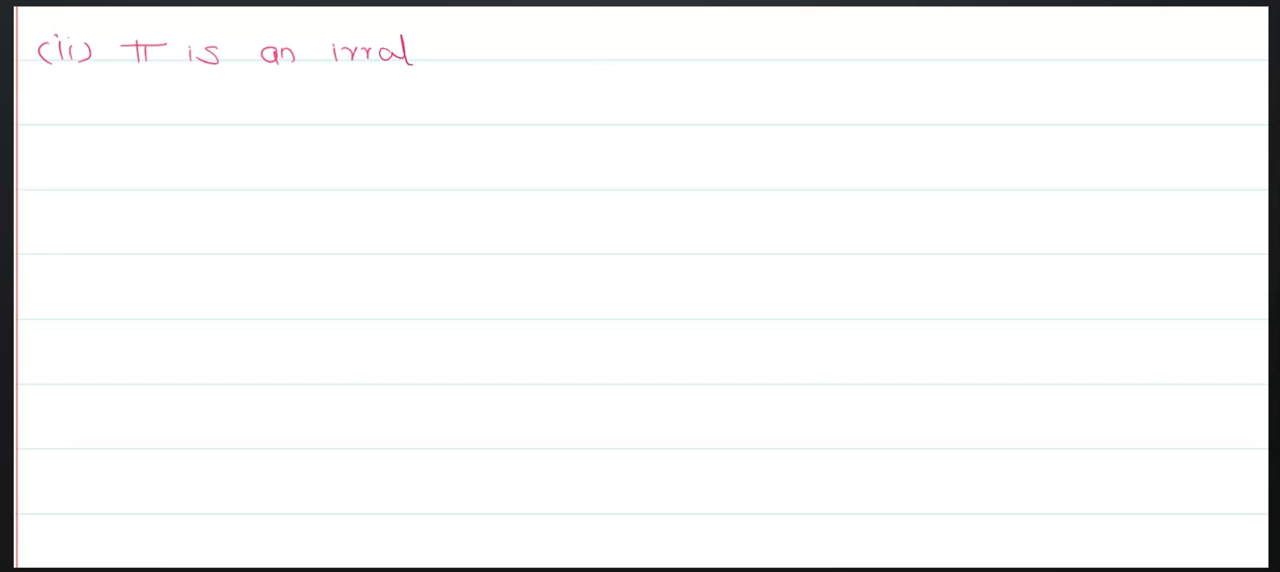 (ii) π is an irral